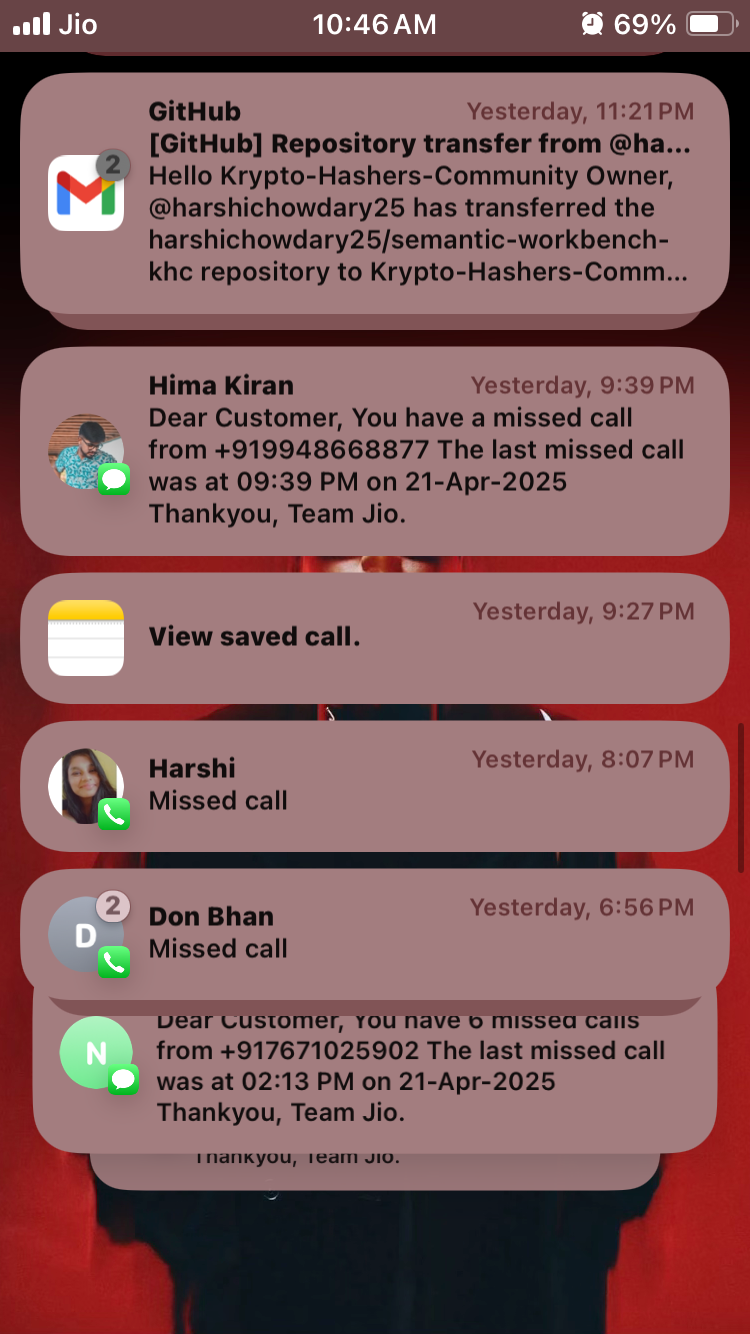 Jio 10:46 AM 69%
GitHub Yesterday, 11:21 PM
2
[GitHub] Repository transfer from @ha...
Hello Krypto-Hashers-Community Owner,
@harshichowdary25 has transferred the
harshichowdary25/semantic-workbench-
khc repository to Krypto-Hashers-Comm...
Hima Kiran Yesterday, 9:39 PM
Dear Customer, You have a missed call
from +919948668877 The last missed call
was at 09:39 PM on 21-Apr-2025
Thankyou, Team Jio.
Yesterday, 9:27 PM
View saved call.
Harshi Yesterday, 8:07 PM
Missed call
2
D
Don Bhan Yesterday, 6:56 PM
Missed call
N
Dear Customer, You have 6 missed calls
from +917671025902 The last missed call
was at 02:13 PM on 21-Apr-2025
Thankyou, Team Jio.
Thankyou, Team Jio.